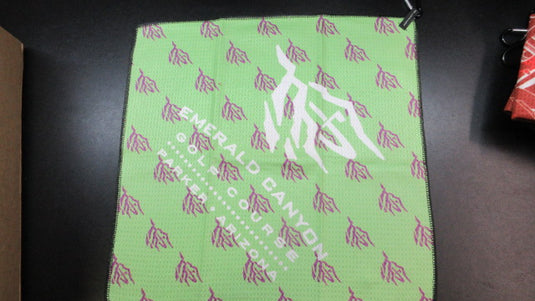 EMERALD CANYON
GOLF COURSE
PARKER, ARIZONA